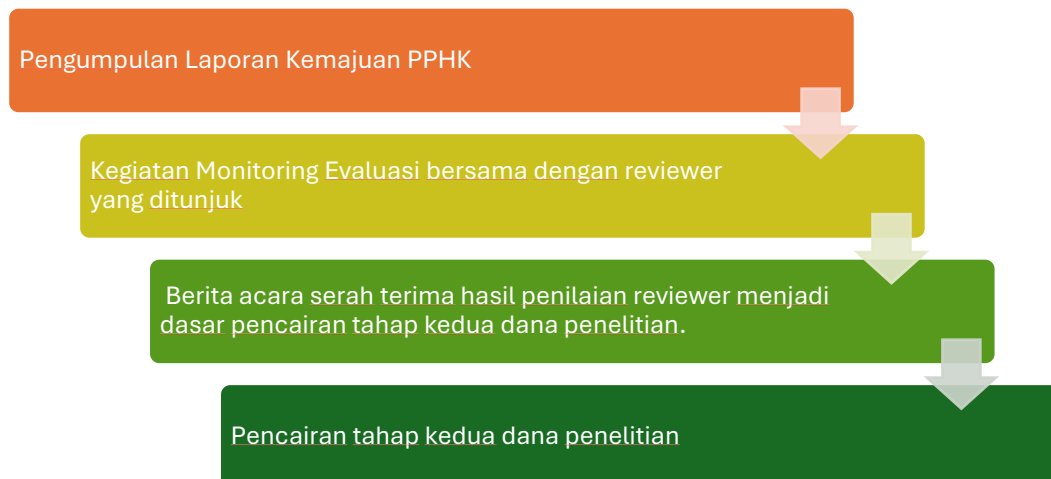 Pengumpulan Laporan Kemajuan PPHK
Kegiatan Monitoring Evaluasi bersama dengan reviewer
yang ditunjuk
Berita acara serah terima hasil penilaian reviewer menjadi
dasar pencairan tahap kedua dana penelitian.
Pencairan tahap kedua dana penelitian